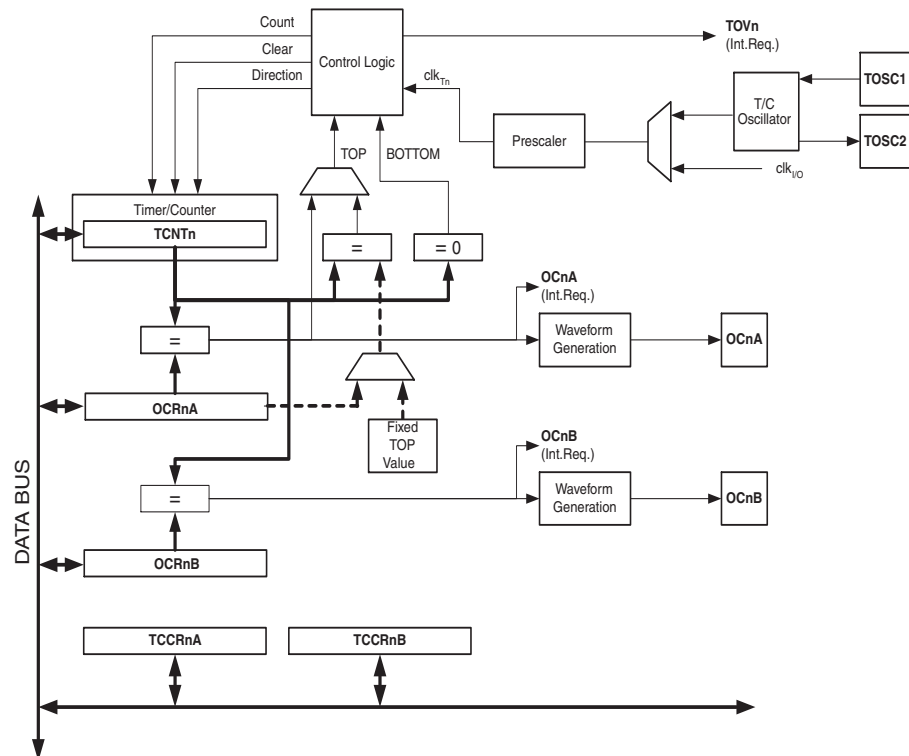 Count
Clear
Direction
Control Logic
clkTn
TOVn
(Int.Req.)
TOSC1
T/C
Oscillator
TOSC2
Prescaler
clkI/O
TOP
BOTTOM
Timer/Counter
TCNTn
=
= 0
OCnA
(Int.Req.)
=
Waveform
Generation
OCnA
OCRnA
Fixed
TOP
Value
OCnB
(Int.Req.)
=
Waveform
Generation
OCnB
DATA BUS
OCRnB
TCCRnA
TCCRnB